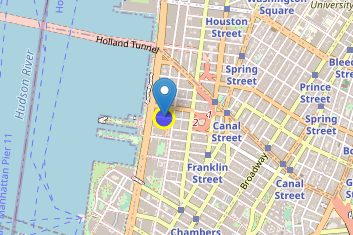 Washington
Square
University
Houston
Street
Holland Tunnel
Hudson River
Spring
Street
Prince
Street
Spring
Street
Canal
Street
Franklin
Street
Broadway
Canal
Street
Manhattan Pier 11
Chambers